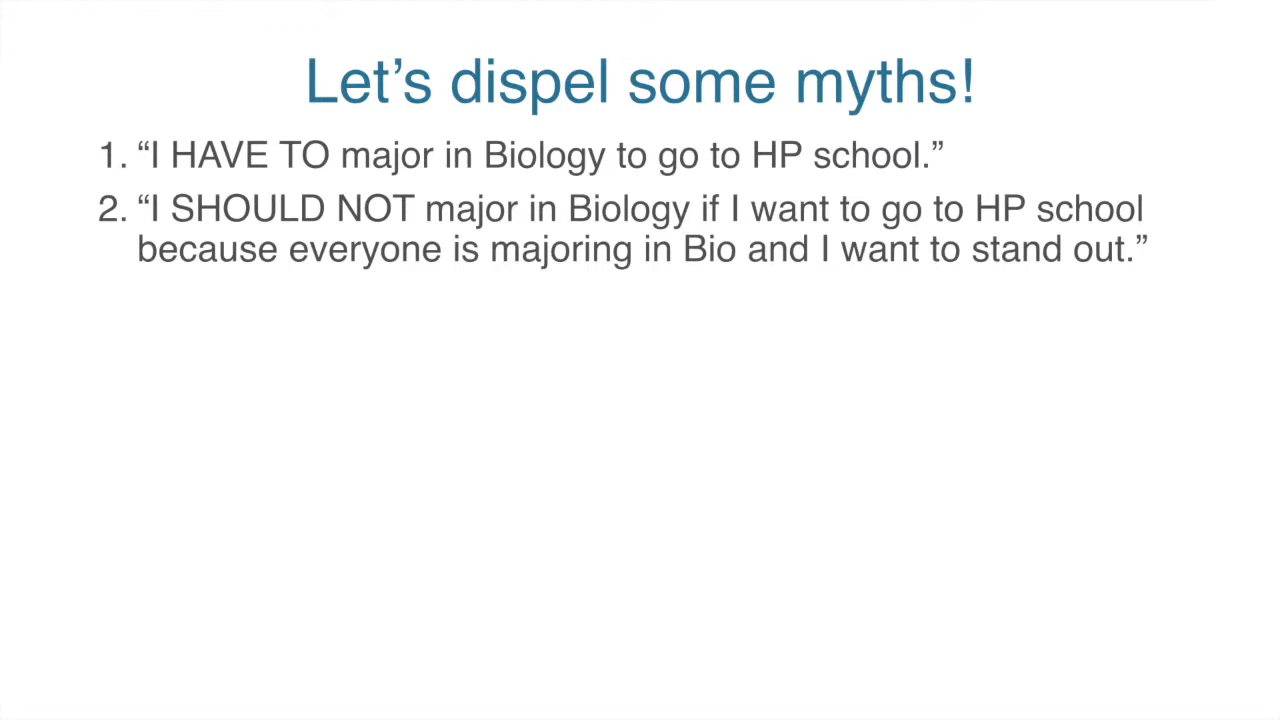 Let’s dispel some myths!
1. “I HAVE TO major in Biology to go to HP school.”
2. “I SHOULD NOT major in Biology if I want to go to HP school
because everyone is majoring in Bio and I want to stand out.”